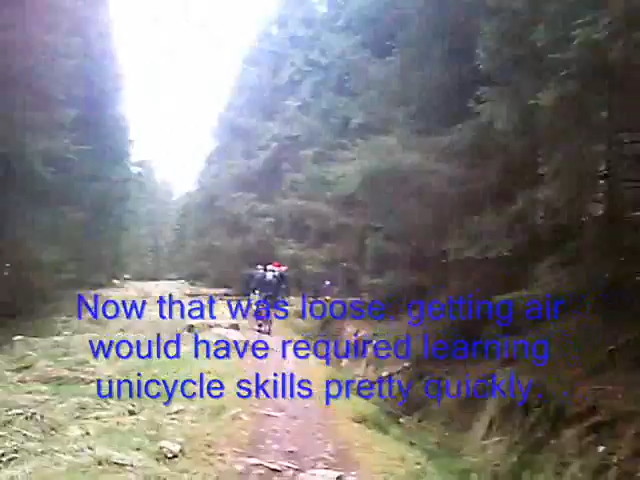 Now that was loose: getting air
would have required learning
unicycle skills pretty quickly.